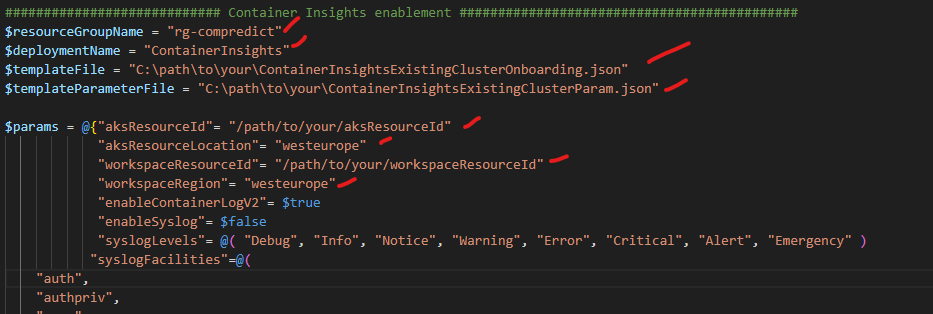 ############################ Container Insights enablement ############################################
$resourceGroupName = "rg-compredict"
$deploymentName = "ContainerInsights"
$templateFile = "C:\path\to\your\ContainerInsightsExistingClusterOnboarding.json"
$templateParameterFile = "C:\path\to\your\ContainerInsightsExistingClusterParam.json"
$params = @{"aksResourceId"= "/path/to/your/aksResourceId"
"aksResourceLocation"= "westeurope"
"workspaceResourceId"= "/path/to/your/workspaceResourceId"
"workspaceRegion"= "westeurope"
"enableContainerLogV2"= $true
"enableSyslog"= $false
"syslogLevels"= @( "Debug", "Info", "Notice", "Warning", "Error", "Critical", "Alert", "Emergency" )
"syslogFacilities"=@(
"auth",
"authpriv",